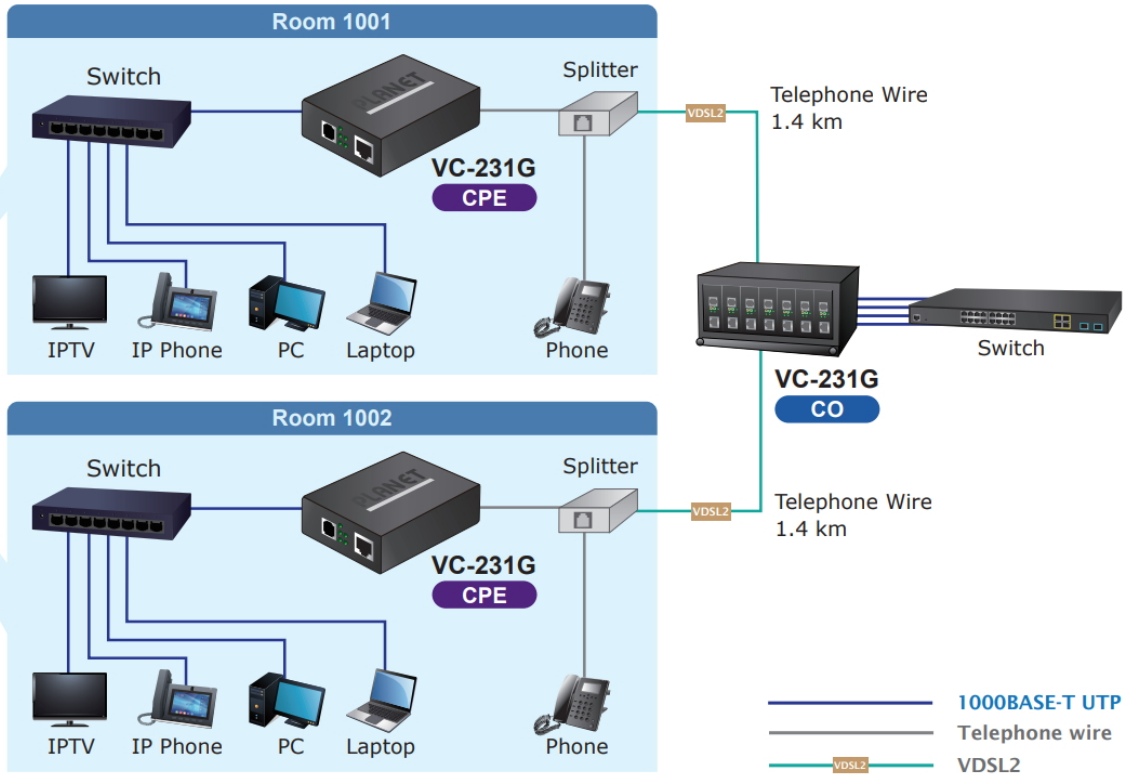 Room 1001
Switch
PLANET
Splitter
VDSL2
Telephone Wire
1.4 km
VC-231G
CPE
IPTV
IP Phone
PC
Laptop
Phone
Switch
VC-231G
CO
Room 1002
Switch
PLANET
Splitter
VDSL2
Telephone Wire
1.4 km
VC-231G
CPE
IPTV
IP Phone
PC
Laptop
Phone
1000BASE-T UTP
Telephone wire
VDSL2
VDSL2